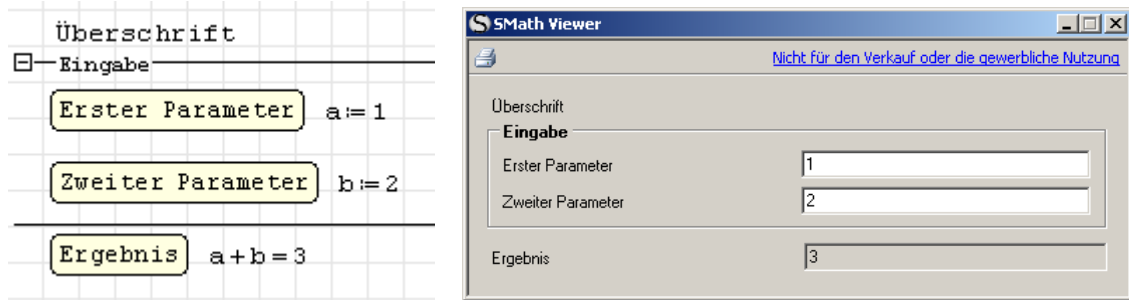 Überschrift
Eingabe
Erster Parameter a:=1
Zweiter Parameter b:=2
Ergebnis a+b=3
SMath Viewer
Nicht für den Verkauf oder die gewerbliche Nutzung
Überschrift
Eingabe
Erster Parameter 1
Zweiter Parameter 2
Ergebnis 3